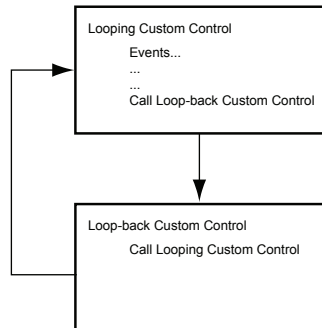 Looping Custom Control
Events...
...
...
Call Loop-back Custom Control
Loop-back Custom Control
Call Looping Custom Control